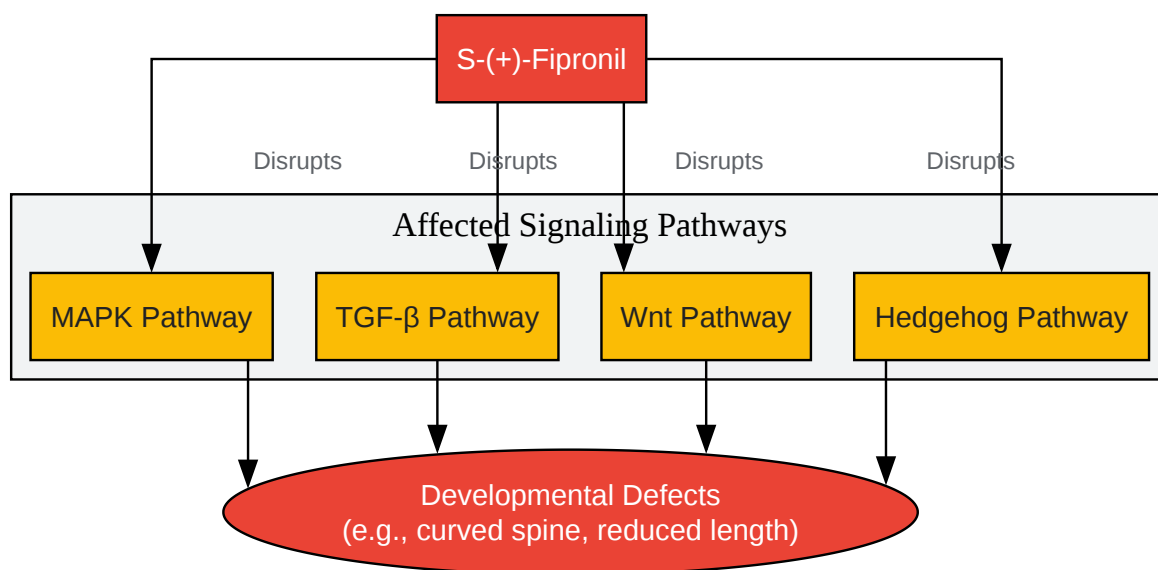 S-(+)-Fipronil
Disrupts
Disrupts
Disrupts
Disrupts
Affected Signaling Pathways
MAPK Pathway
TGF-β Pathway
Wnt Pathway
Hedgehog Pathway
Developmental Defects
(e.g., curved spine, reduced length)